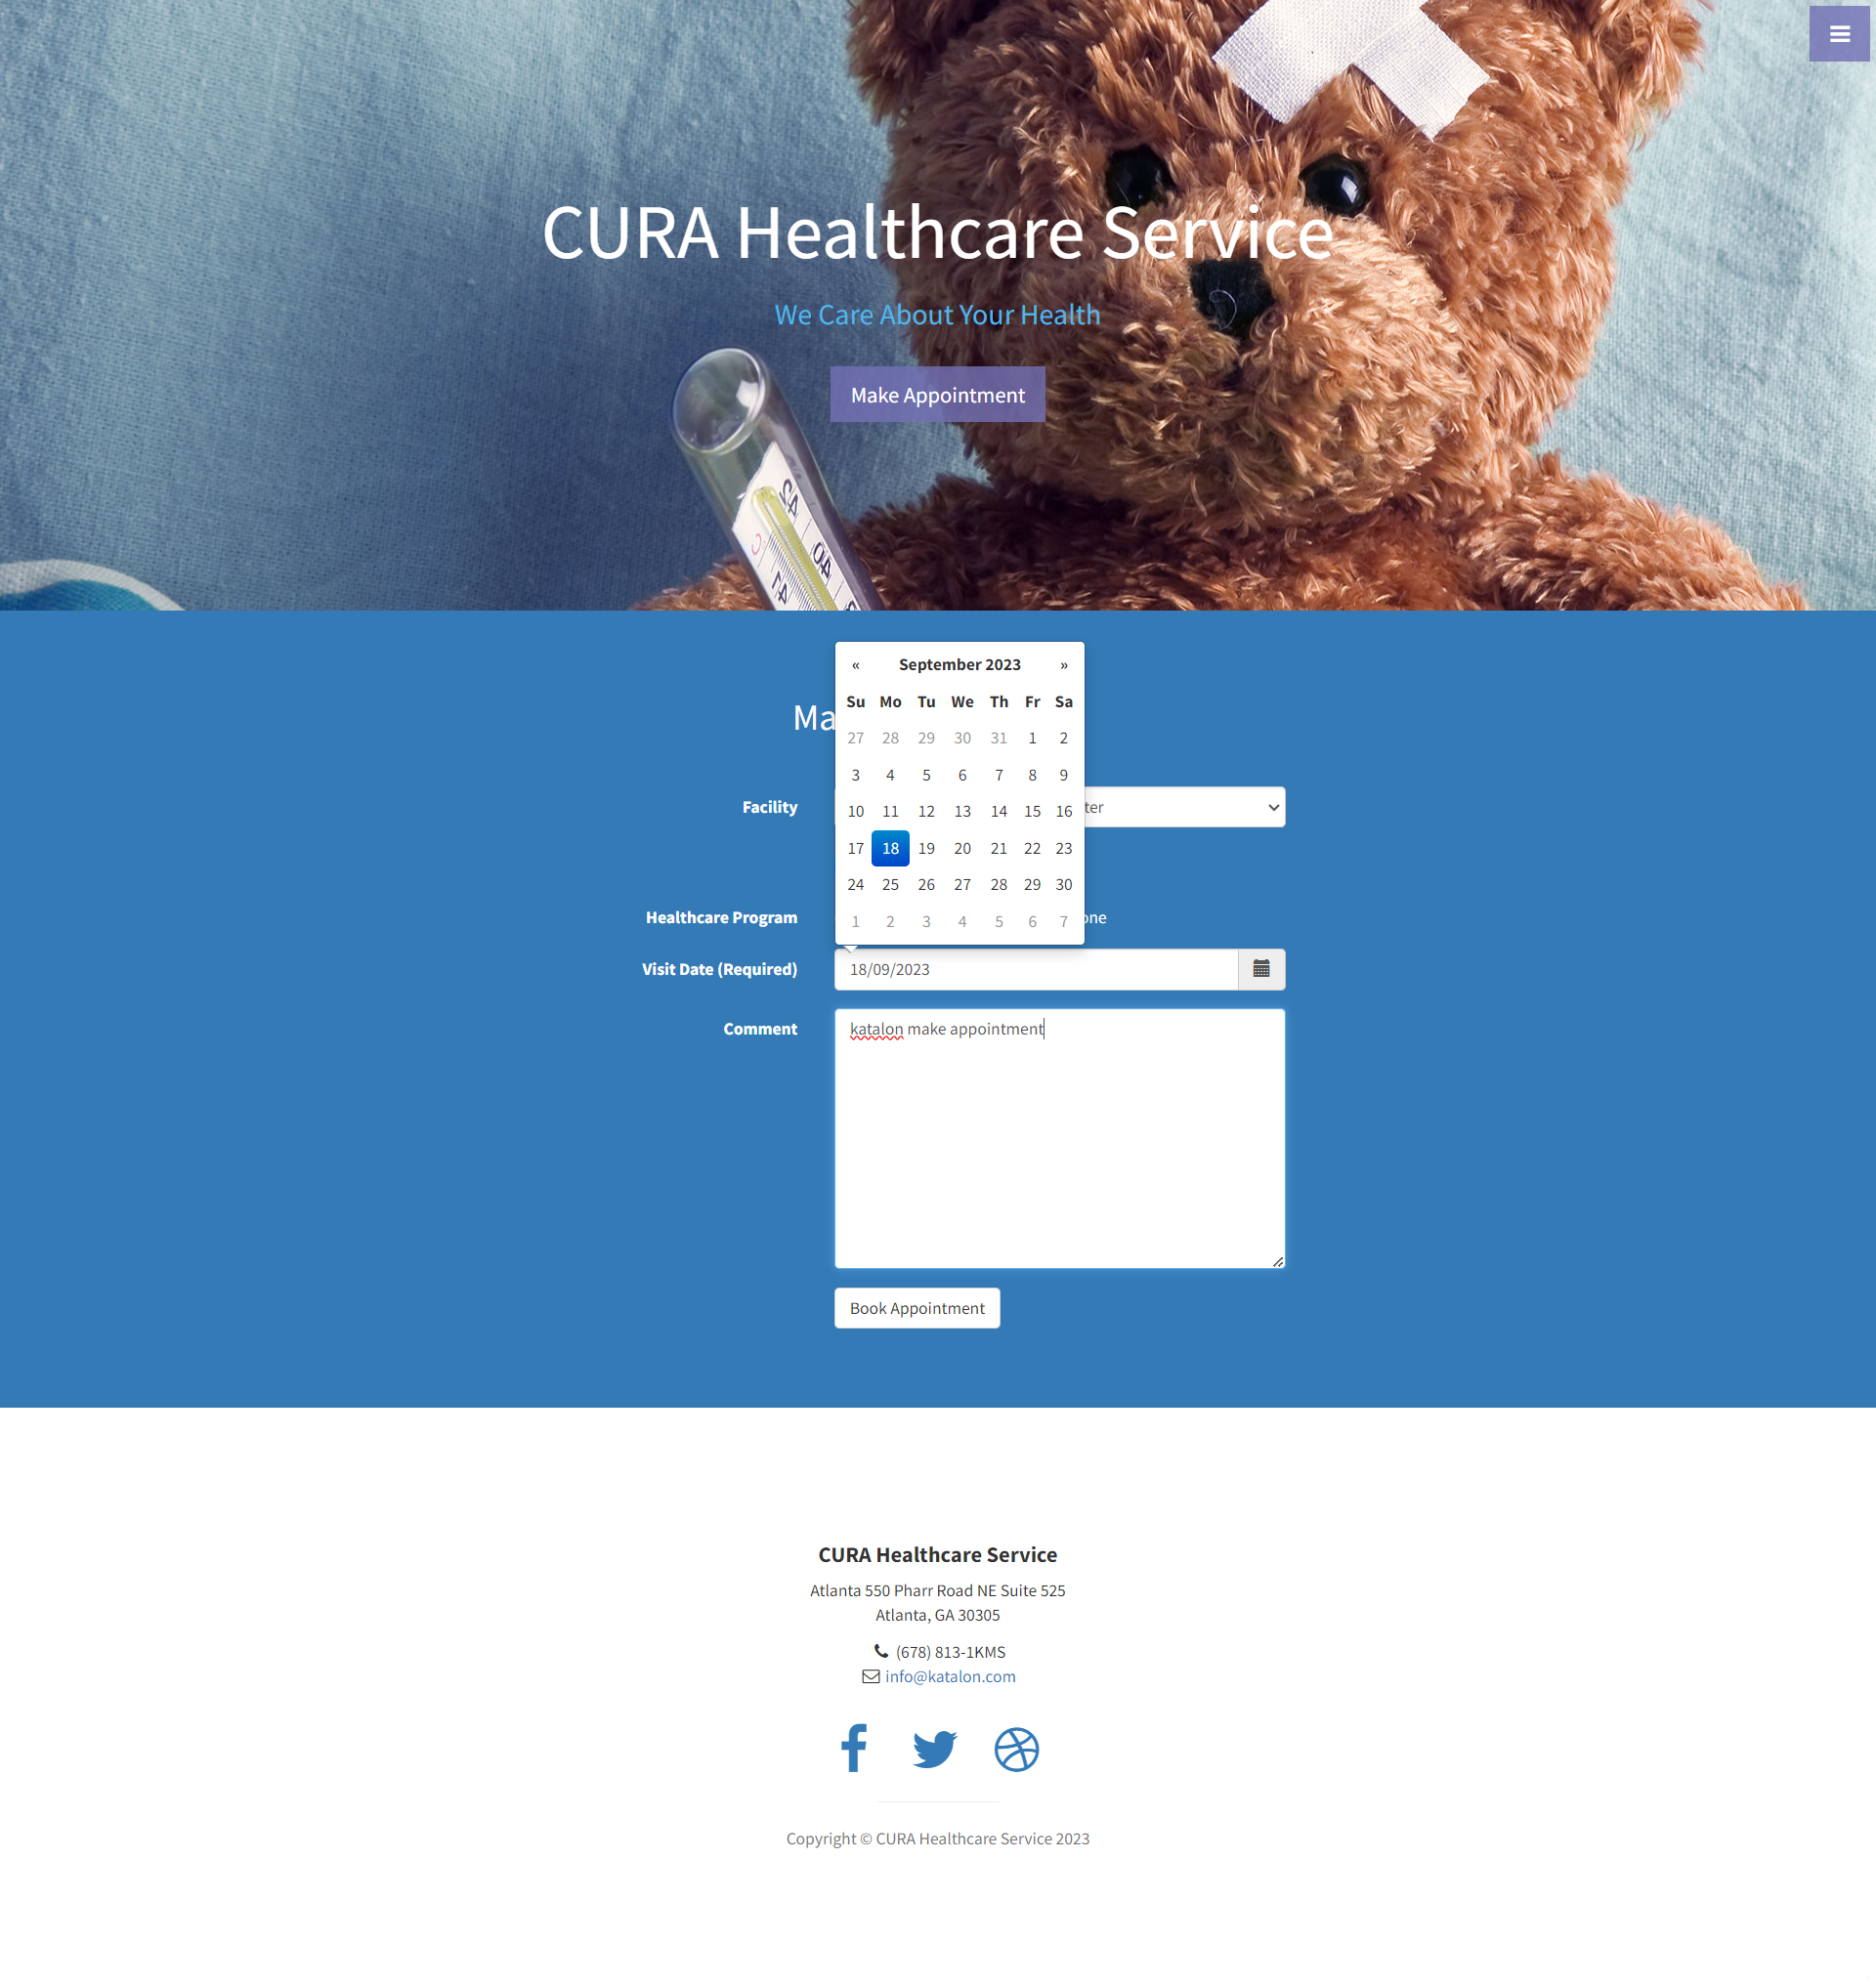 CURA Healthcare Service
We Care About Your Health
Make Appointment
« September 2023 »
Su Mo Tu We Th Fr Sa
27 28 29 30 31 1 2
3 4 5 6 7 8 9
10 11 12 13 14 15 16
17 18 19 20 21 22 23
24 25 26 27 28 29 30
1 2 3 4 5 6 7
Ma
Facility
ter
Healthcare Program
one
Visit Date (Required)
18/09/2023
Comment
katalon make appointment
Book Appointment
CURA Healthcare Service
Atlanta 550 Pharr Road NE Suite 525
Atlanta, GA 30305
(678) 813-1KMS
info@katalon.com
Copyright © CURA Healthcare Service 2023